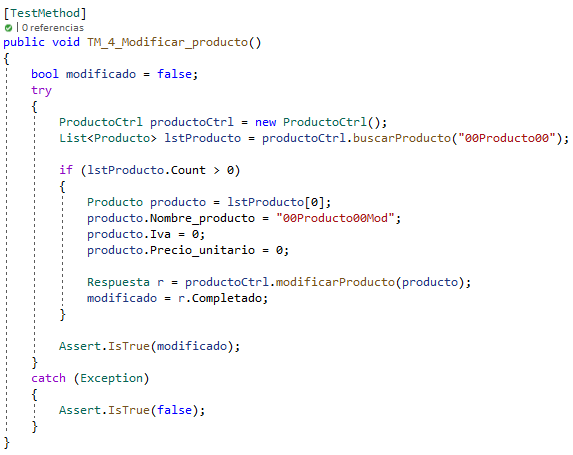 [TestMethod]
| 0 referencias
public void TM_4_Modificar_producto()
{
bool modificado = false;
try
{
ProductoCtrl productoCtrl = new ProductoCtrl();
List<Producto> lstProducto = productoCtrl.buscarProducto("00Producto00");
if (lstProducto.Count > 0)
{
Producto producto = lstProducto[0];
producto.Nombre_producto = "00Producto00Mod";
producto.Iva = 0;
producto.Precio_unitario = 0;
Respuesta r = productoCtrl.modificarProducto(producto);
modificado = r.Completado;
}
Assert.IsTrue(modificado);
}
catch (Exception)
{
Assert.IsTrue(false);
}
}